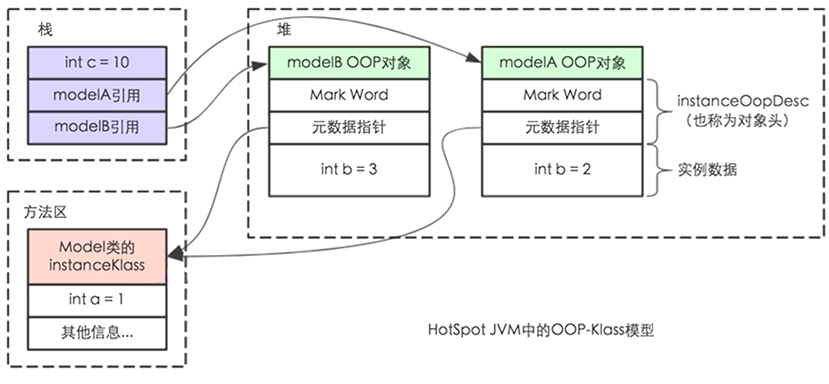 栈
int c = 10
modelA引用
modelB引用
堆
modelB OOP对象
Mark Word
元数据指针
int b = 3
modelA OOP对象
Mark Word
元数据指针
int b = 2
instanceOopDesc
（也称为对象头）
实例数据
方法区
Model类的
instanceKlass
int a = 1
其他信息...
HotSpot JVM中的OOP-Klass模型